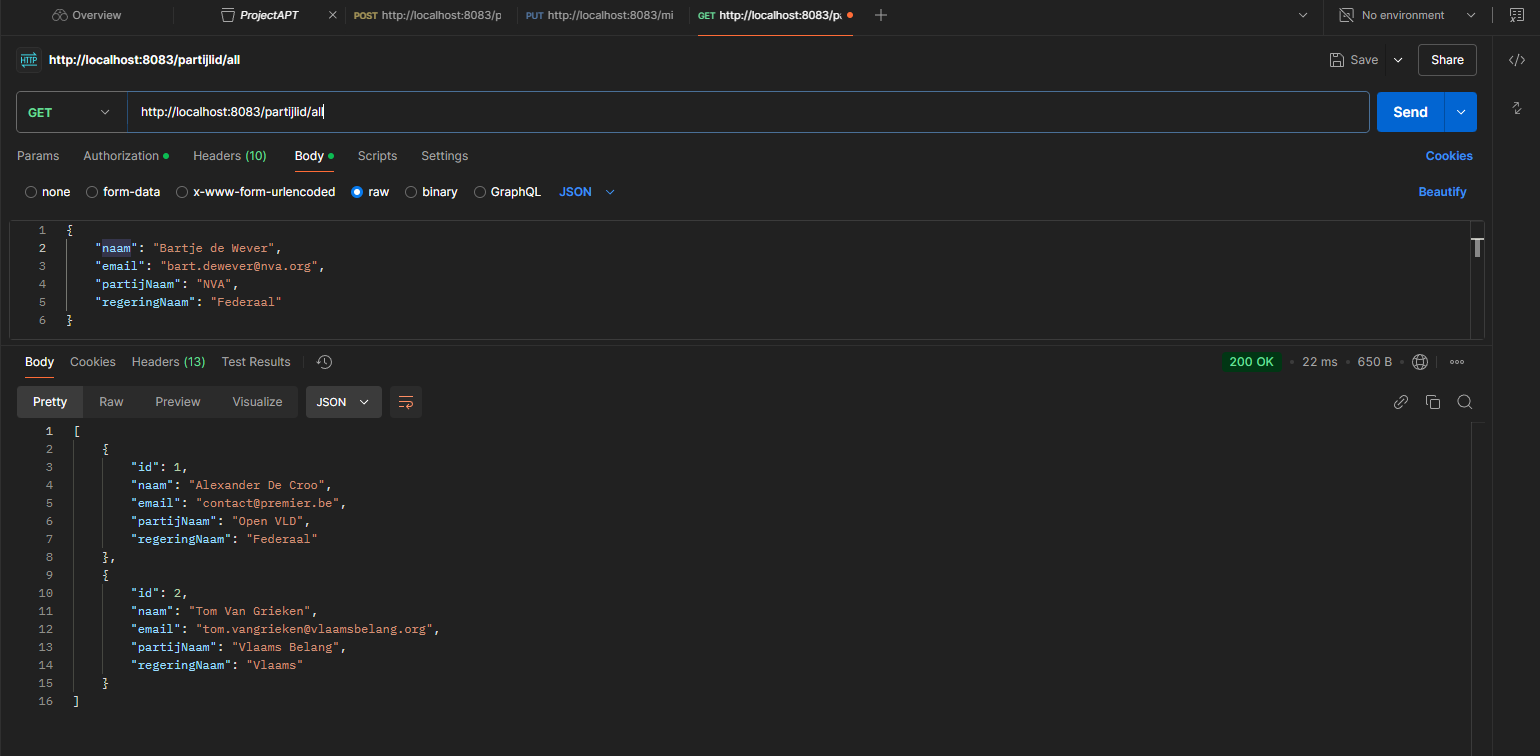 Overview ProjectAPT POST http://localhost:8083/p PUT http://localhost:8083/mi GET http://localhost:8083/pa No environment
HTTP http://localhost:8083/partijlid/all Save Share
GET http://localhost:8083/partijlid/all Send
Params Authorization Headers (10) Body Scripts Settings Cookies
none form-data x-www-form-urlencoded raw binary GraphQL JSON Beautify
1 {
2 "naam": "Bartje de Wever",
3 "email": "bart.dewever@nva.org",
4 "partijNaam": "NVA",
5 "regeringNaam": "Federaal"
6 }
Body Cookies Headers (13) Test Results 200 OK • 22 ms • 650 B •
Pretty Raw Preview Visualize JSON
1 [
2 {
3 "id": 1,
4 "naam": "Alexander De Croo",
5 "email": "contact@premier.be",
6 "partijNaam": "Open VLD",
7 "regeringNaam": "Federaal"
8 },
9 {
10 "id": 2,
11 "naam": "Tom Van Grieken",
12 "email": "tom.vangrieken@vlaamsbelang.org",
13 "partijNaam": "Vlaams Belang",
14 "regeringNaam": "Vlaams"
15 }
16 ]